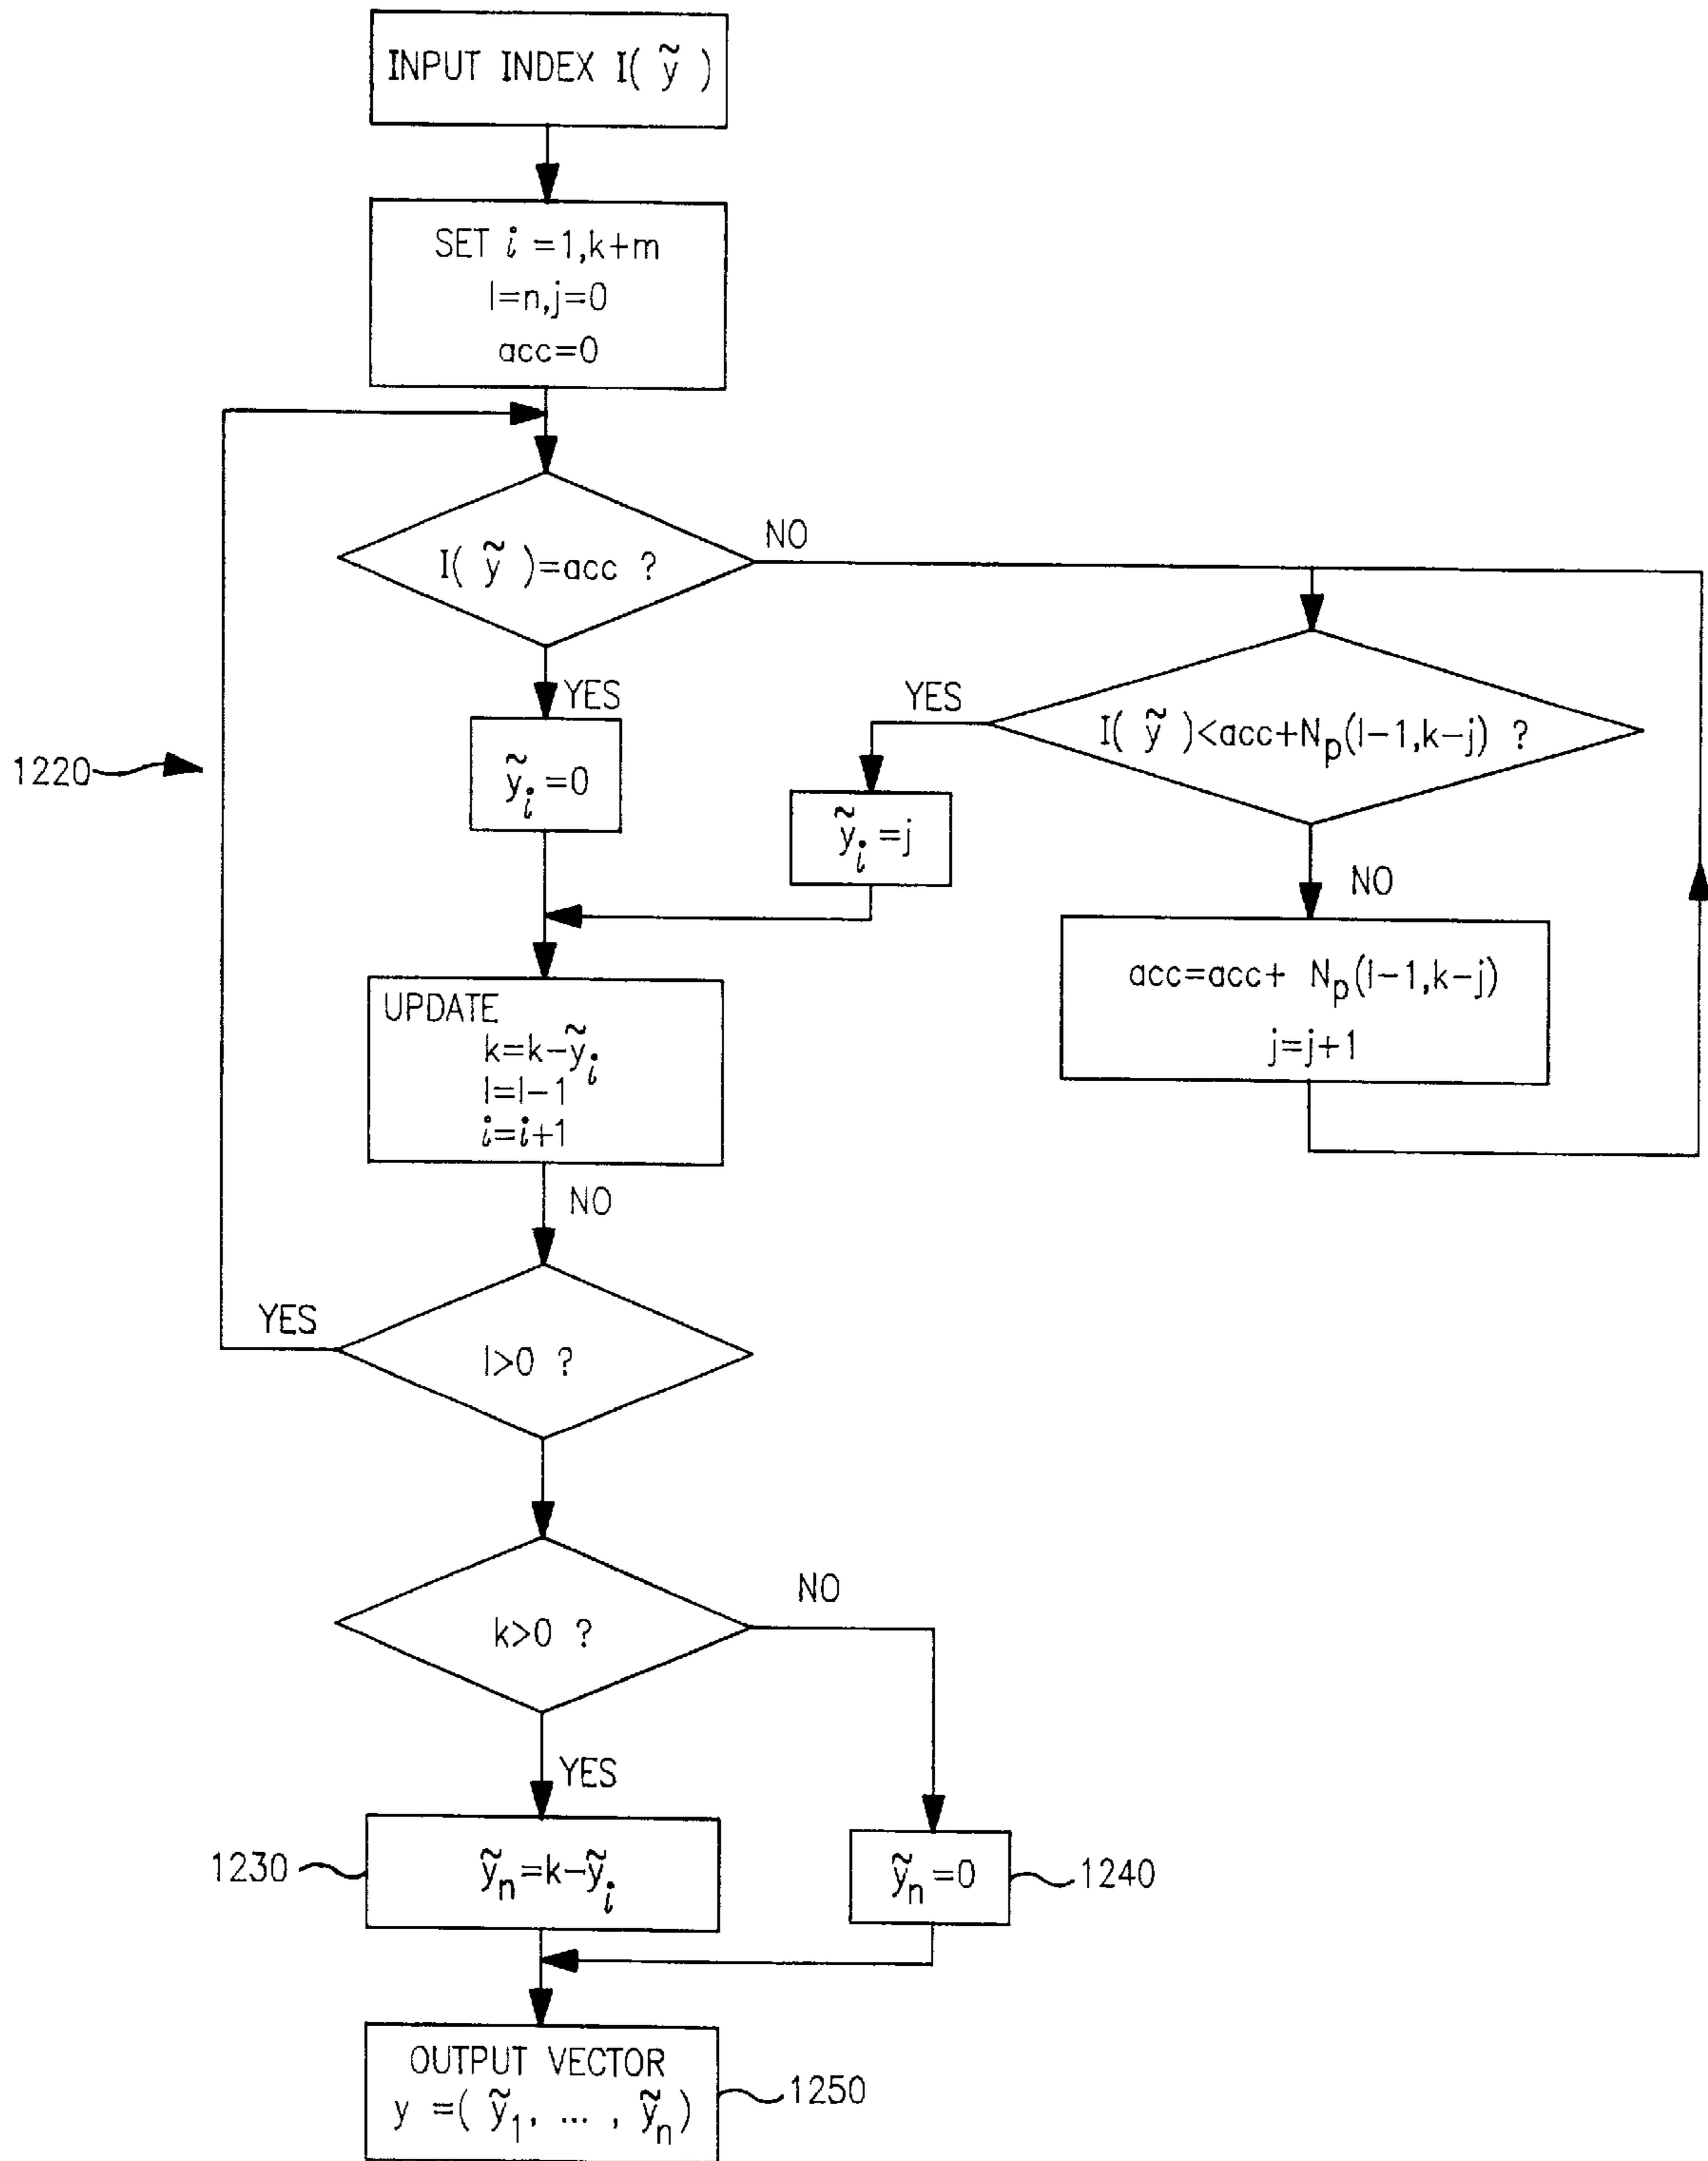 INPUT INDEX I( ỹ )
SET i =1,k+m
l=n,j=0
acc=0
I( ỹ )=acc ?
NO
YES
ỹi =0
YES
I( ỹ )<acc+Np(l-1,k-j) ?
1220
ỹi =j
NO
acc=acc+ Np(l-1,k-j)
j=j+1
UPDATE
k=k-ỹi
l=l-1
i=i+1
NO
YES
l>0 ?
NO
k>0 ?
YES
1230
ỹn=k-ỹi
ỹn =0
1240
OUTPUT VECTOR
y =( ỹ1, ... , ỹn)
1250